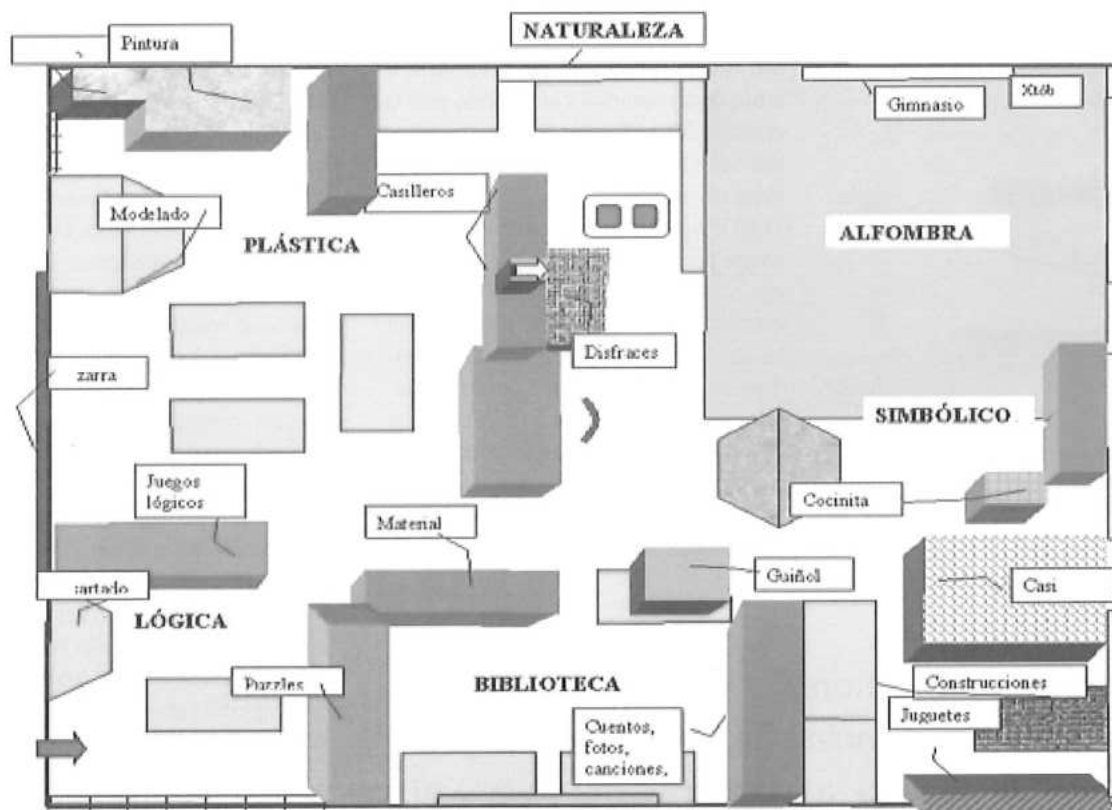 NATURALEZA
Pintura
Gimnasio
Xtób
Casilleros
Modelado
PLÁSTICA
ALFOMBRA
Disfraces
zarra
SIMBÓLICO
Juegos
lógicos
Cocinita
Material
Guiñol
Casi
artado
LÓGICA
Puzzles
BIBLIOTECA
Construcciones
Cuentos,
fotos,
canciones,
Juguetes